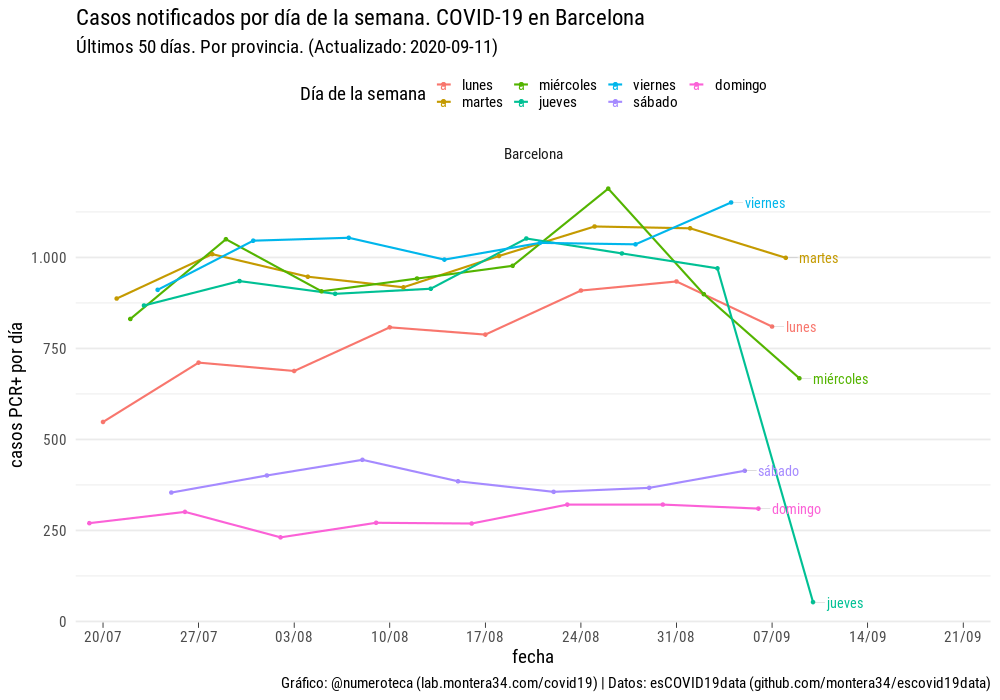 Casos notificados por día de la semana. COVID-19 en Barcelona
Últimos 50 días. Por provincia. (Actualizado: 2020-09-11)
Día de la semana
lunes
martes
miércoles
jueves
viernes
sábado
domingo
Barcelona
casos PCR+ por día
1.000
750
500
250
0
viernes
martes
lunes
miércoles
sábado
domingo
jueves
20/07 27/07 03/08 10/08 17/08 24/08 31/08 07/09 14/09 21/09
fecha
Gráfico: @numeroteca (lab.montera34.com/covid19) | Datos: esCOVID19data (github.com/montera34/escovid19data)